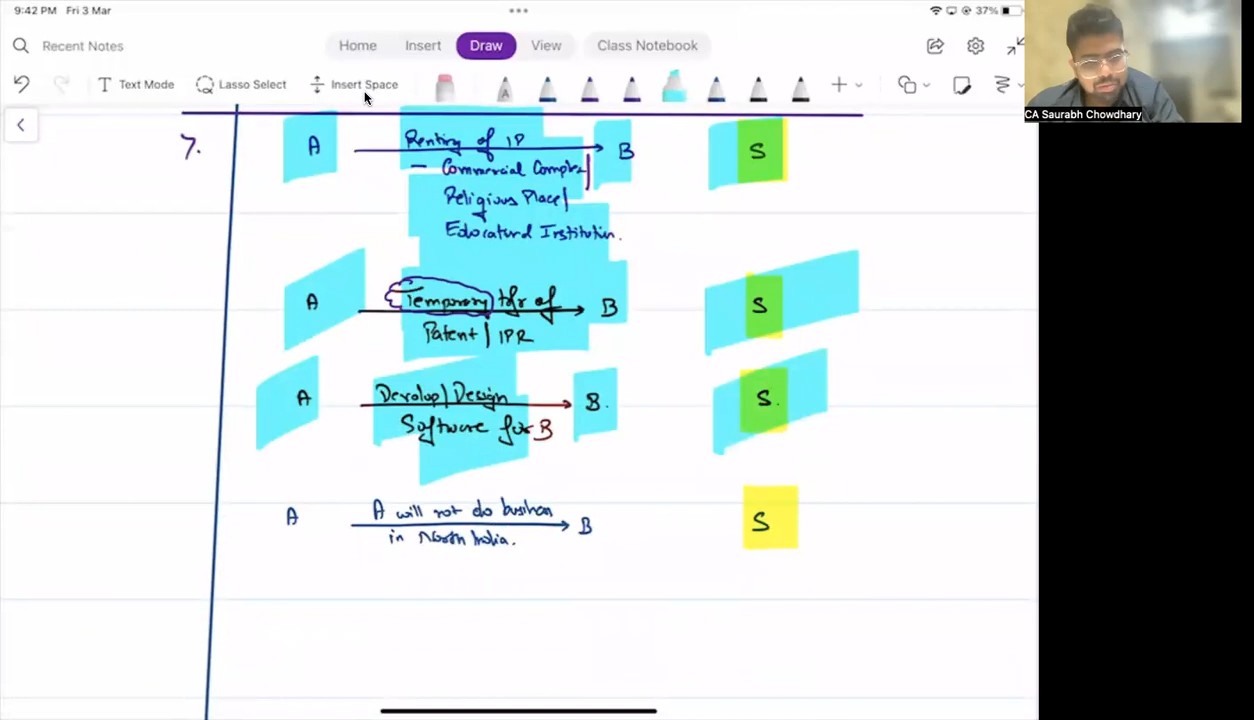 9:42 PM Fri 3 Mar
37%
Recent Notes
Home Insert Draw View Class Notebook
Text Mode Lasso Select Insert Space
CA Saurabh Chowdhary
7. A Renting of IP B S
- Commercial Complex/
Religious Place/
Educational Institution.
A Temporary tfr of B S
Patent / IPR
A Develop/Design B. S.
Software for B
A A will not do business B S
in North India.